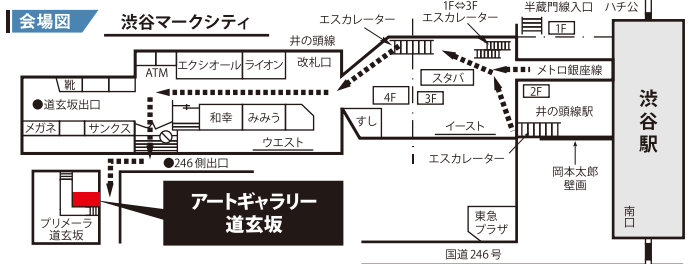 会場図
渋谷マークシティ
エスカレーター
1F⇔3F
エスカレーター
半蔵門線入口
ハチ公
1F
井の頭線
改札口
ATM
エクシオール
ライオン
靴
●道玄坂出口
メガネ
サンクス
和幸
みみう
ウエスト
すし
4F
スタバ
3F
イースト
メトロ銀座線
2F
井の頭線駅
渋谷駅
エスカレーター
岡本太郎
壁画
●246側出口
プリメーラ
道玄坂
アートギャラリー
道玄坂
東急
プラザ
南口
国道246号